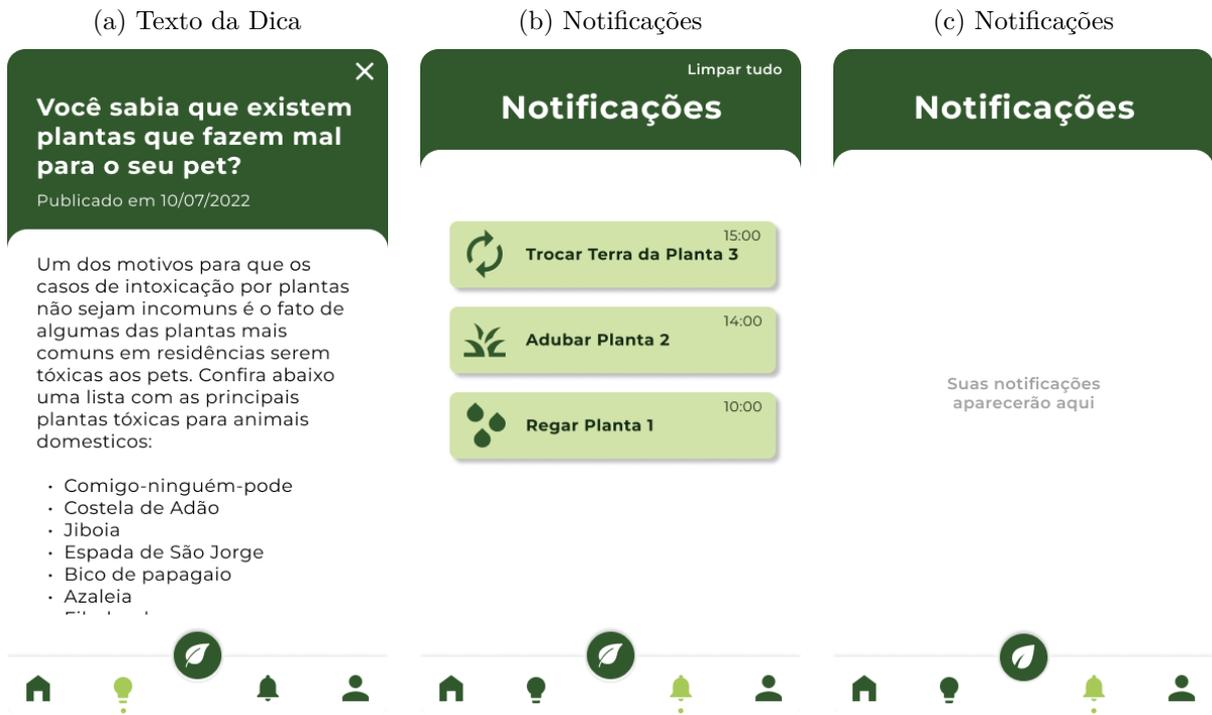 (a) Texto da Dica
Você sabia que existem
plantas que fazem mal
para o seu pet?
Publicado em 10/07/2022
Um dos motivos para que os
casos de intoxicação por plantas
não sejam incomuns é o fato de
algumas das plantas mais
comuns em residências serem
tóxicas aos pets. Confira abaixo
uma lista com as principais
plantas tóxicas para animais
domesticos:
• Comigo-ninguém-pode
• Costela de Adão
• Jiboia
• Espada de São Jorge
• Bico de papagaio
• Azaleia
(b) Notificações
Limpar tudo
Notificações
15:00
Trocar Terra da Planta 3
14:00
Adubar Planta 2
10:00
Regar Planta 1
(c) Notificações
Notificações
Suas notificações
aparecerão aqui